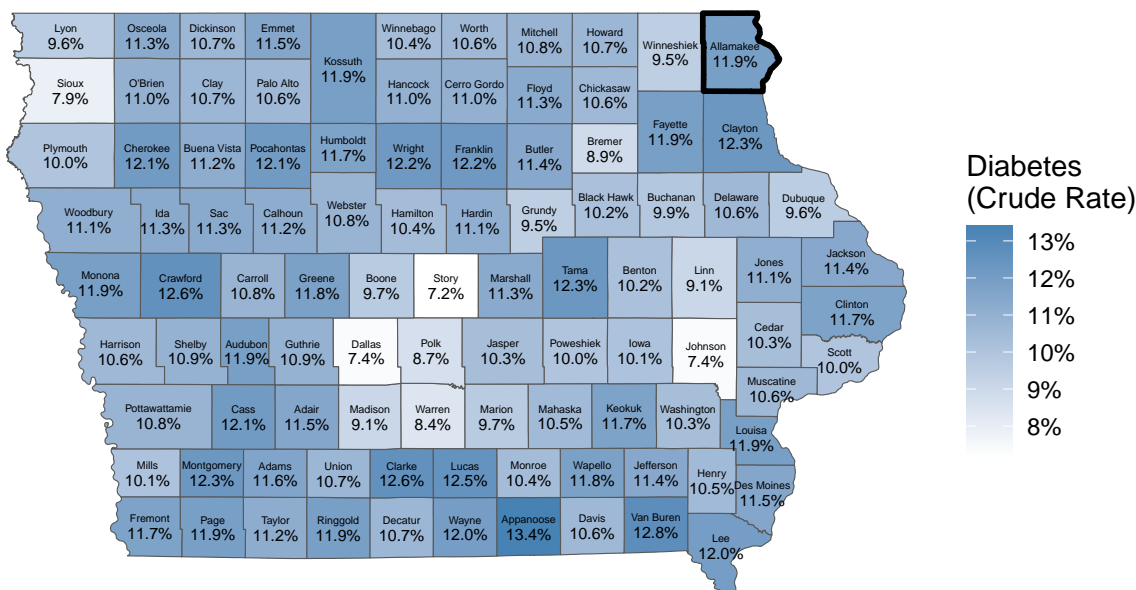 Lyon
9.6%
Osceola
11.3%
Dickinson
10.7%
Emmet
11.5%
Kossuth
11.9%
Winnebago
10.4%
Worth
10.6%
Mitchell
10.8%
Howard
10.7%
Winneshiek
9.5%
Allamakee
11.9%
Sioux
7.9%
O'Brien
11.0%
Clay
10.7%
Palo Alto
10.6%
Hancock
11.0%
Cerro Gordo
11.0%
Floyd
11.3%
Chickasaw
10.6%
Plymouth
10.0%
Cherokee
12.1%
Buena Vista
11.2%
Pocahontas
12.1%
Humboldt
11.7%
Wright
12.2%
Franklin
12.2%
Butler
11.4%
Bremer
8.9%
Fayette
11.9%
Clayton
12.3%
Woodbury
11.1%
Ida
11.3%
Sac
11.3%
Calhoun
11.2%
Webster
10.8%
Hamilton
10.4%
Hardin
11.1%
Grundy
9.5%
Black Hawk
10.2%
Buchanan
9.9%
Delaware
10.6%
Dubuque
9.6%
Monona
11.9%
Crawford
12.6%
Carroll
10.8%
Greene
11.8%
Boone
9.7%
Story
7.2%
Marshall
11.3%
Tama
12.3%
Benton
10.2%
Linn
9.1%
Jones
11.1%
Jackson
11.4%
Clinton
11.7%
Harrison
10.6%
Shelby
10.9%
Audubon
11.9%
Guthrie
10.9%
Dallas
7.4%
Polk
8.7%
Jasper
10.3%
Poweshiek
10.0%
Iowa
10.1%
Johnson
7.4%
Cedar
10.3%
Scott
10.0%
Muscatine
10.6%
Pottawattamie
10.8%
Cass
12.1%
Adair
11.5%
Madison
9.1%
Warren
8.4%
Marion
9.7%
Mahaska
10.5%
Keokuk
11.7%
Washington
10.3%
Louisa
11.9%
Mills
10.1%
Montgomery
12.3%
Adams
11.6%
Union
10.7%
Clarke
12.6%
Lucas
12.5%
Monroe
10.4%
Wapello
11.8%
Jefferson
11.4%
Henry
10.5%
Des Moines
11.5%
Fremont
11.7%
Page
11.9%
Taylor
11.2%
Ringgold
11.9%
Decatur
10.7%
Wayne
12.0%
Appanoose
13.4%
Davis
10.6%
Van Buren
12.8%
Lee
12.0%
Diabetes
(Crude Rate)
13%
12%
11%
10%
9%
8%